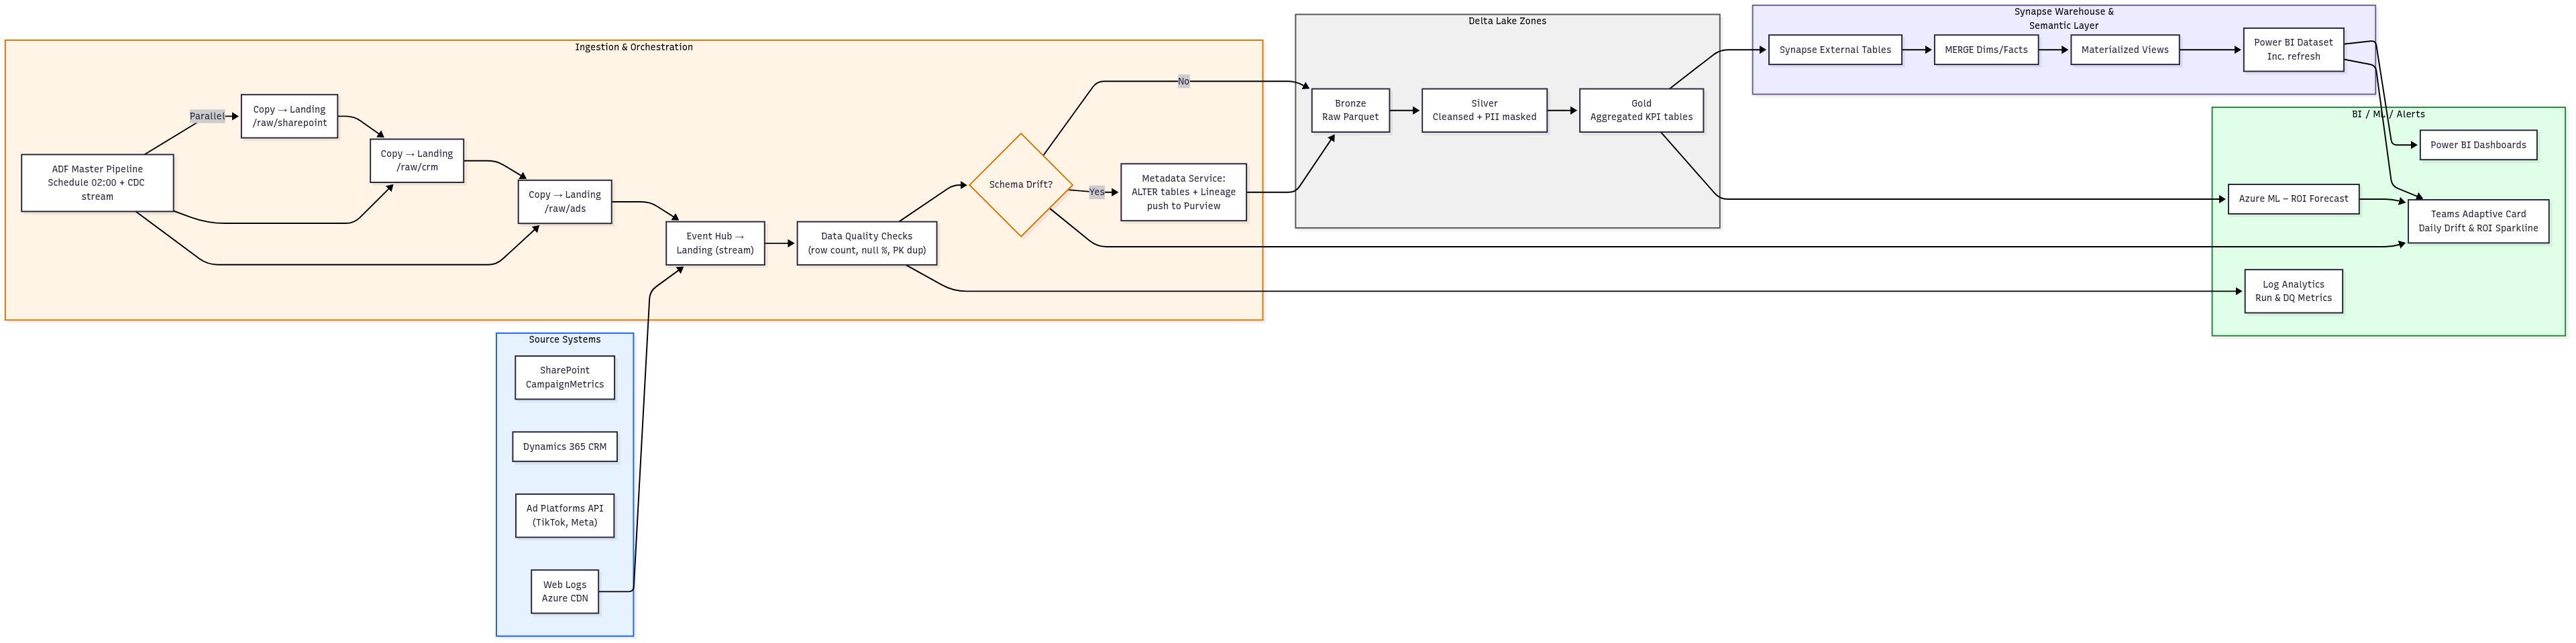 Ingestion & Orchestration
ADF Master Pipeline
Schedule 02:00 + CDC
stream
Parallel
Copy → Landing
/raw/sharepoint
Copy → Landing
/raw/crm
Copy → Landing
/raw/ads
Event Hub →
Landing (stream)
Data Quality Checks
(row count, null %, PK dup)
Schema Drift?
No
Yes
Metadata Service:
ALTER tables + Lineage
push to Purview
Source Systems
SharePoint
CampaignMetrics
Dynamics 365 CRM
Ad Platforms API
(TikTok, Meta)
Web Logs
Azure CDN
Delta Lake Zones
Bronze
Raw Parquet
Silver
Cleansed + PII masked
Gold
Aggregated KPI tables
Synapse Warehouse &
Semantic Layer
Synapse External Tables
MERGE Dims/Facts
Materialized Views
Power BI Dataset
Inc. refresh
BI / ML / Alerts
Power BI Dashboards
Azure ML – ROI Forecast
Teams Adaptive Card
Daily Drift & ROI Sparkline
Log Analytics
Run & DQ Metrics